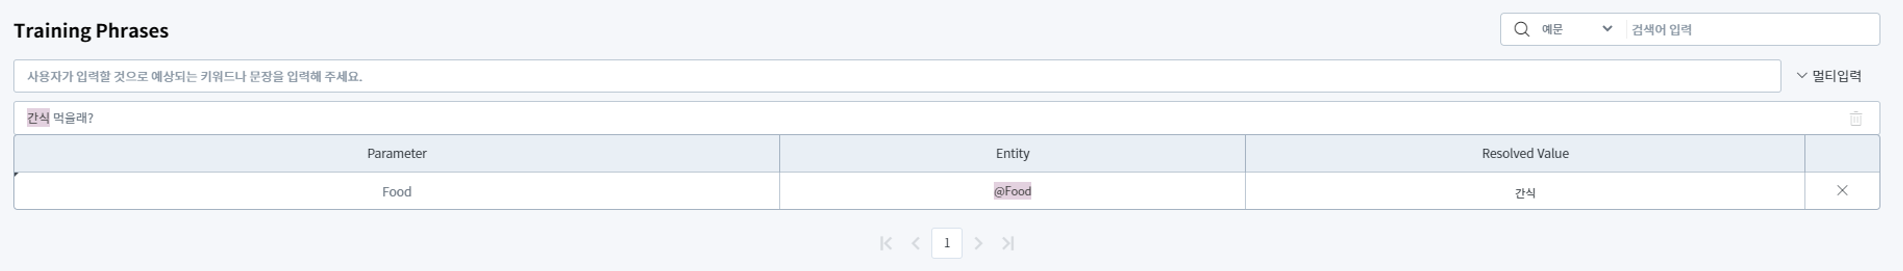 Training Phrases
예문
검색어 입력
사용자가 입력할 것으로 예상되는 키워드나 문장을 입력해 주세요.
멀티입력
간식 먹을래?
Parameter Entity Resolved Value
Food @Food 간식
1